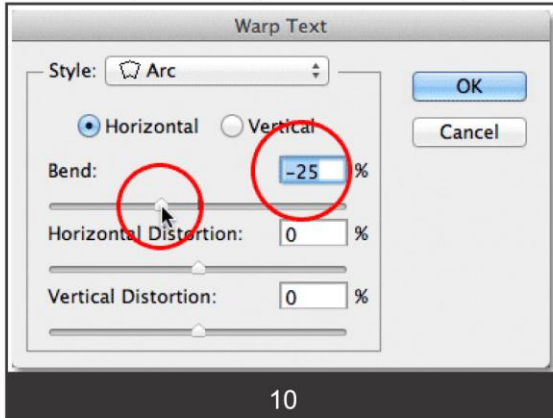 Warp Text
Style: Arc
OK
Horizontal Vertical
Cancel
Bend: -25 %
Horizontal Distortion: 0 %
Vertical Distortion: 0 %
10